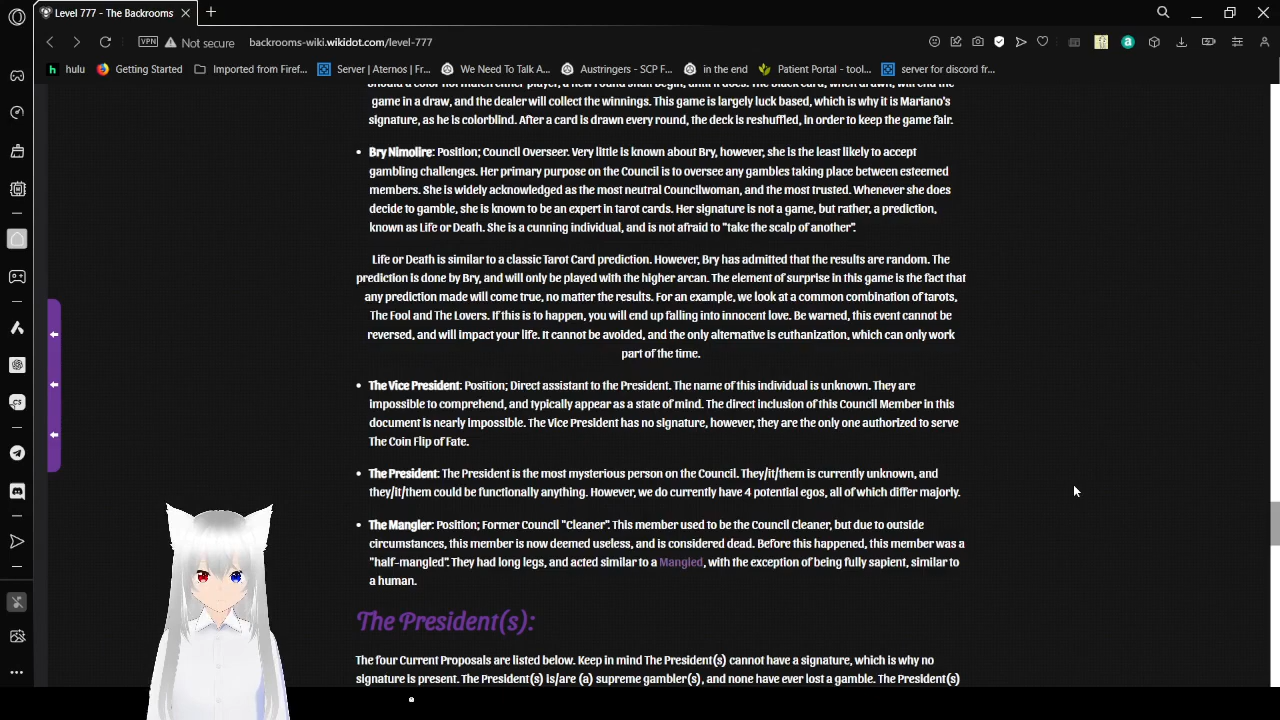 Level 777 - The Backrooms
VPN
Not secure
backrooms-wiki.wikidot.com/level-777
hulu
Getting Started
Imported from Firef...
Server | Aternos | Fr...
We Need To Talk A...
Austringers - SCP F...
in the end
Patient Portal - tool...
server for discord fr...
game in a draw, and the dealer will collect the winnings. This game is largely luck based, which is why it is Mariano's
signature, as he is colorblind. After a card is drawn every round, the deck is reshuffled, in order to keep the game fair.
Bry Nimolire: Position; Council Overseer. Very little is known about Bry, however, she is the least likely to accept
gambling challenges. Her primary purpose on the Council is to oversee any gambles taking place between esteemed
members. She is widely acknowledged as the most neutral Councilwoman, and the most trusted. Whenever she does
decide to gamble, she is known to be an expert in tarot cards. Her signature is not a game, but rather, a prediction,
known as Life or Death. She is a cunning individual, and is not afraid to "take the scalp of another".
Life or Death is similar to a classic Tarot Card prediction. However, Bry has admitted that the results are random. The
prediction is done by Bry, and will only be played with the higher arcan. The element of surprise in this game is the fact that
any prediction made will come true, no matter the results. For an example, we look at a common combination of tarots,
The Fool and The Lovers. If this is to happen, you will end up falling into innocent love. Be warned, this event cannot be
reversed, and will impact your life. It cannot be avoided, and the only alternative is euthanization, which can only work
part of the time.
The Vice President: Position; Direct assistant to the President. The name of this individual is unknown. They are
impossible to comprehend, and typically appear as a state of mind. The direct inclusion of this Council Member in this
document is nearly impossible. The Vice President has no signature, however, they are the only one authorized to serve
The Coin Flip of Fate.
The President: The President is the most mysterious person on the Council. They/it/them is currently unknown, and
they/it/them could be functionally anything. However, we do currently have 4 potential egos, all of which differ majorly.
The Mangler: Position; Former Council "Cleaner". This member used to be the Council Cleaner, but due to outside
circumstances, this member is now deemed useless, and is considered dead. Before this happened, this member was a
"half-mangled". They had long legs, and acted similar to a Mangled, with the exception of being fully sapient, similar to
a human.
The President(s):
The four Current Proposals are listed below. Keep in mind The President(s) cannot have a signature, which is why no
signature is present. The President(s) is/are (a) supreme gambler(s), and none have ever lost a gamble. The President(s)